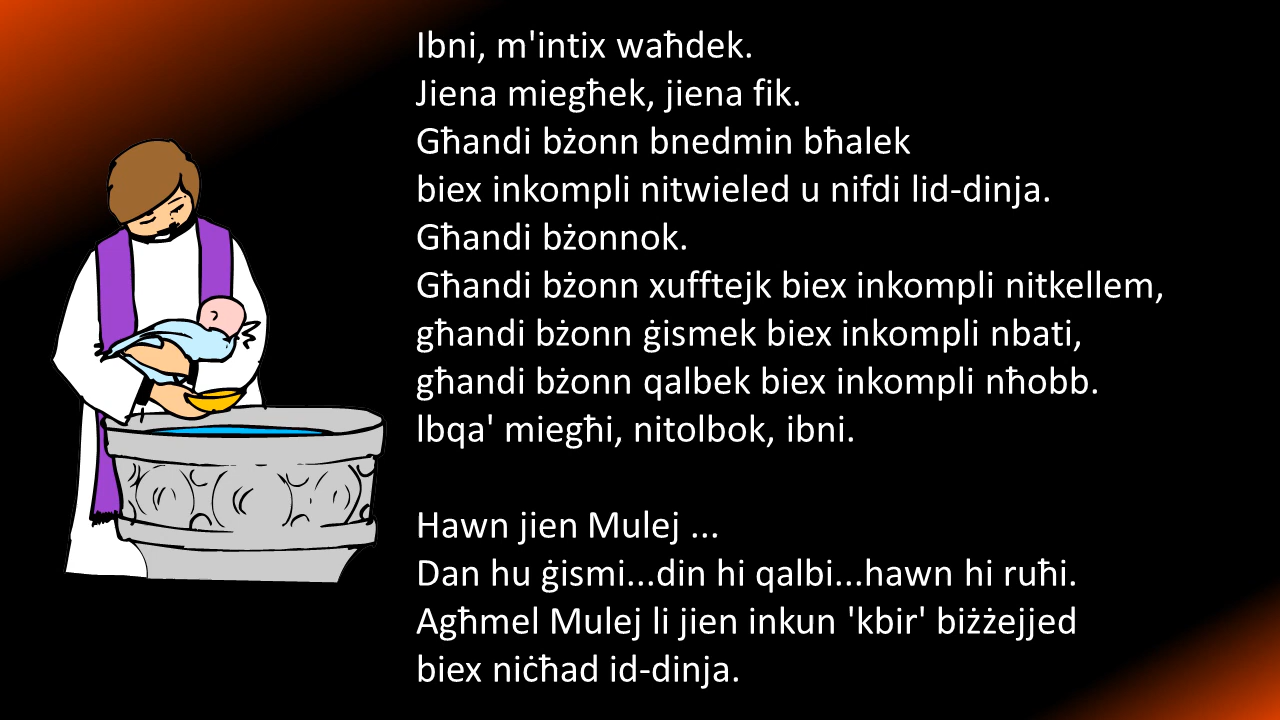 Ibni, m'intix waħdek.
Jiena miegħek, jiena fik.
Għandi bżonn bnedmin bħalek
biex inkompli nitwieled u nifdi lid-dinja.
Għandi bżonnok.
Għandi bżonn xufftejk biex inkompli nitkellem,
għandi bżonn ġismek biex inkompli nbati,
għandi bżonn qalbek biex inkompli nħobb.
lbqa' miegħi, nitolbok, ibni.
Hawn jien Mulej ...
Dan hu ġismi...din hi qalbi...hawn hi ruħi.
Agħmel Mulej li jien inkun 'kbir' biżżejjed
biex niċħad id-dinja.